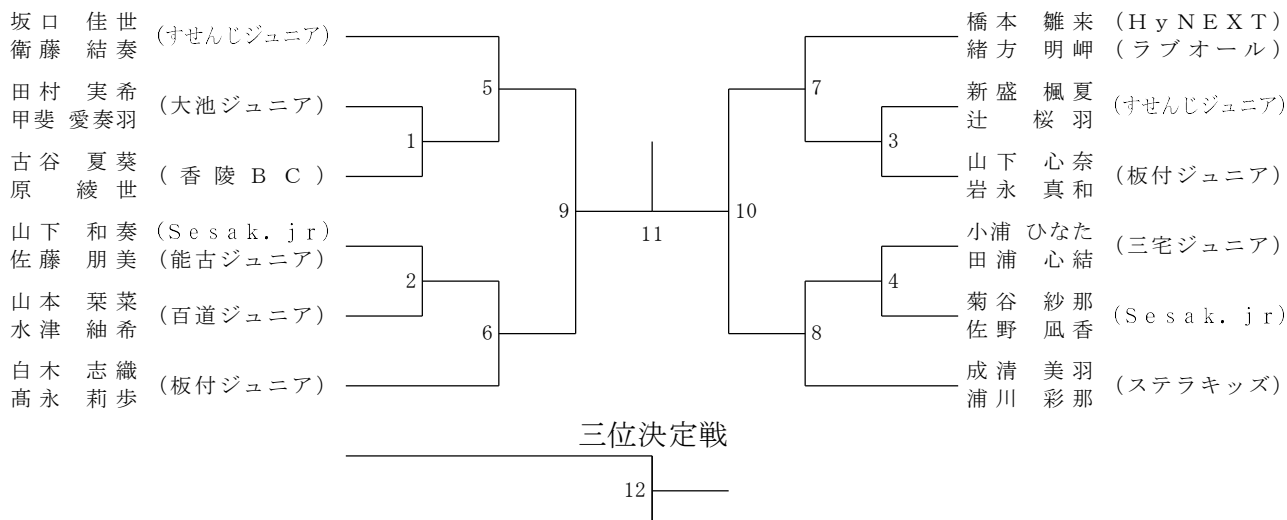 坂口 佳世 (すせんじジュニア)
衛藤 結奏
田村 実希 (大池ジュニア)
甲斐 愛奏羽
古谷 夏葵 (香陵BC)
原 綾世
山下 和奏 (Sesak.jr)
佐藤 朋美 (能古ジュニア)
山本 栞菜 (百道ジュニア)
水津 紬希
白木 志織 (板付ジュニア)
髙永 莉歩
5
1
9
2
6
11
7
3
10
4
8
橋本 雛来 (HyNEXT)
緒方 明岬 (ラブオール)
新盛 楓夏 (すせんじジュニア)
辻 桜羽
山下 心奈 (板付ジュニア)
岩永 真和
小浦 ひなた (三宅ジュニア)
田浦 心結
菊谷 紗那 (Sesak.jr)
佐野 凪香
成清 美羽 (ステラキッズ)
浦川 彩那
三位決定戦
12